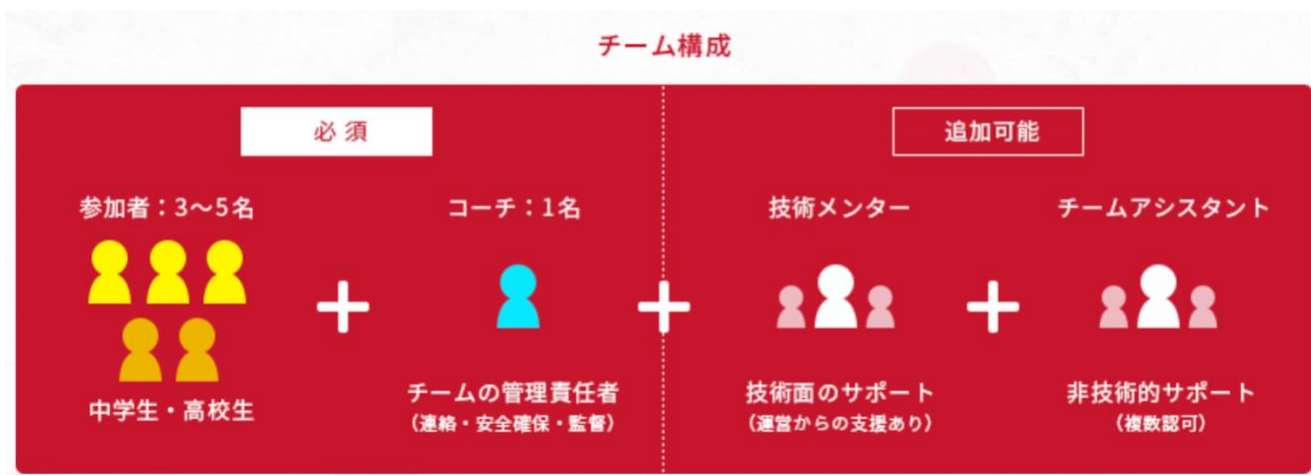 チーム構成
必須
追加可能
参加者：3〜5名
コーチ：1名
技術メンター
チームアシスタント
中学生・高校生
チームの管理責任者
（連絡・安全確保・監督）
技術面のサポート
（運営からの支援あり）
非技術的サポート
（複数認可）